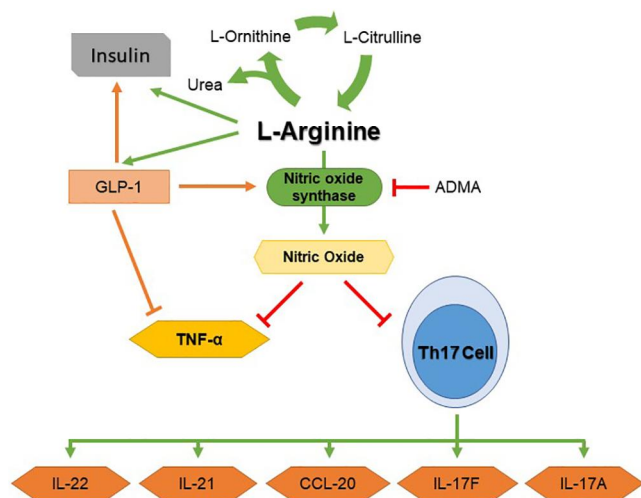 L-Ornithine
L-Citrulline
Insulin
Urea
L-Arginine
GLP-1
Nitric oxide
synthase
ADMA
Nitric Oxide
TNF-α
Th17 Cell
IL-22
IL-21
CCL-20
IL-17F
IL-17A